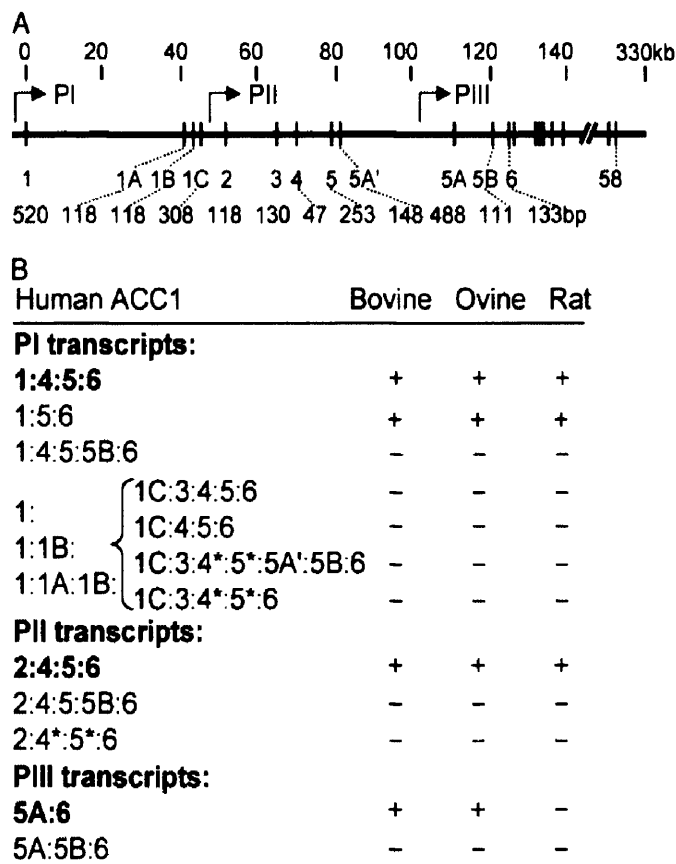 A
0 20 40 60 80 100 120 140 330kb
PI PII PIII
1 1A 1B 1C 2 3 4 5 5A' 5A 5B 6 58
520 118 118 308 118 130 47 253 148 488 111 133bp
B
Human ACC1 Bovine Ovine Rat
PI transcripts:
1:4:5:6 + + +
1:5:6 + + +
1:4:5:5B:6 – – –
1C:3:4:5:6 – – –
1:
1C:4:5:6 – – –
1:1B:
1C:3:4*:5*:5A':5B:6 – – –
1:1A:1B:
1C:3:4*:5*:6 – – –
PII transcripts:
2:4:5:6 + + +
2:4:5:5B:6 – – –
2:4*:5*:6 – – –
PIII transcripts:
5A:6 + + –
5A:5B:6 – – –